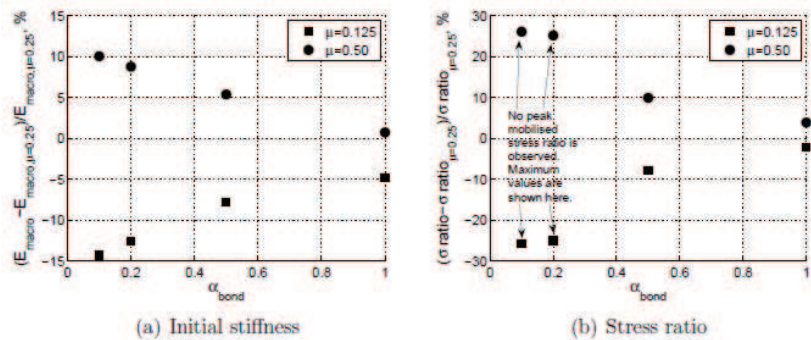 (E_macro −E_macro,μ=0.25)/E_macro,μ=0.25, %
15
10
5
0
−5
−10
−15
0
0.2
0.4
0.6
0.8
1
α_bond
μ=0.125
μ=0.50
(a) Initial stiffness
(σ ratio−σ ratio_μ=0.25)/σ ratio_μ=0.25, %
30
20
10
0
−10
−20
−30
0
0.2
0.4
0.6
0.8
1
α_bond
μ=0.125
μ=0.50
No peak
mobilised
stress ratio is
observed.
Maximum
values are
shown here.
(b) Stress ratio